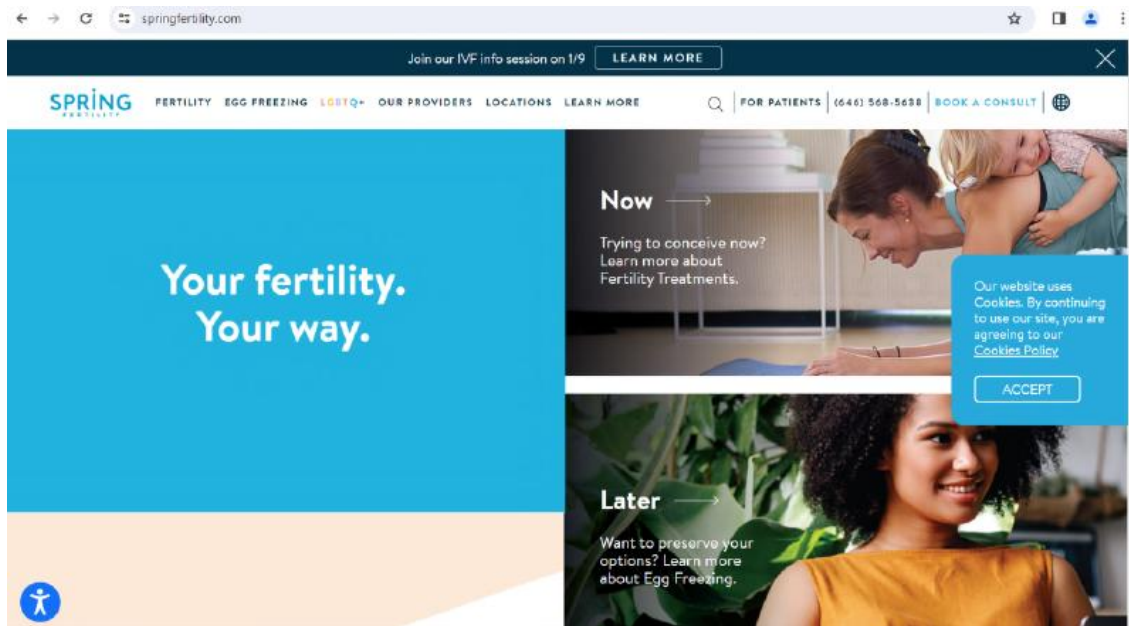 springfertility.com
Join our IVF info session on 1/9 LEARN MORE
SPRING FERTILITY EGG FREEZING LGBTQ+ OUR PROVIDERS LOCATIONS LEARN MORE FOR PATIENTS (646) 568-5638 BOOK A CONSULT
FERTILITY
Your fertility.
Your way.
Now
Trying to conceive now?
Learn more about
Fertility Treatments.
Our website uses
Cookies. By continuing
to use our site, you are
agreeing to our
Cookies Policy
ACCEPT
Later
Want to preserve your
options? Learn more
about Egg Freezing.